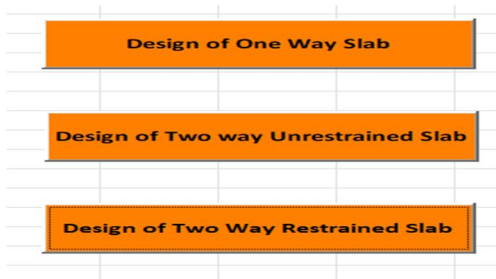 Design of One Way Slab
Design of Two way Unrestrained Slab
Design of Two Way Restrained Slab